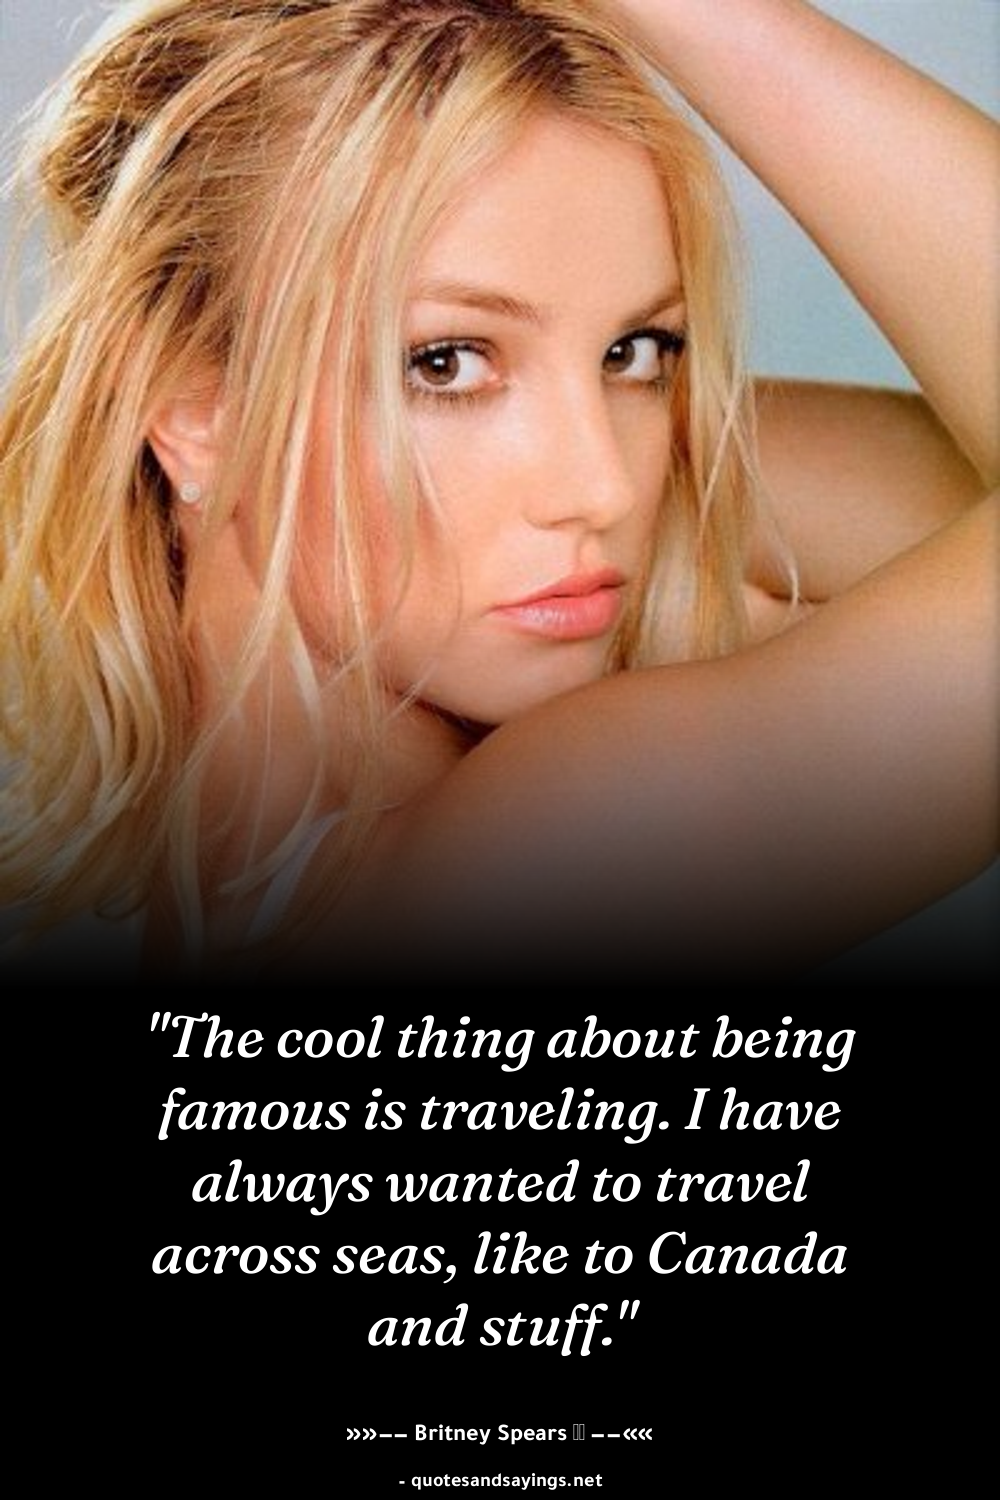 "The cool thing about being
famous is traveling. I have
always wanted to travel
across seas, like to Canada
and stuff."
»»−− Britney Spears −−««
- quotesandsayings.net